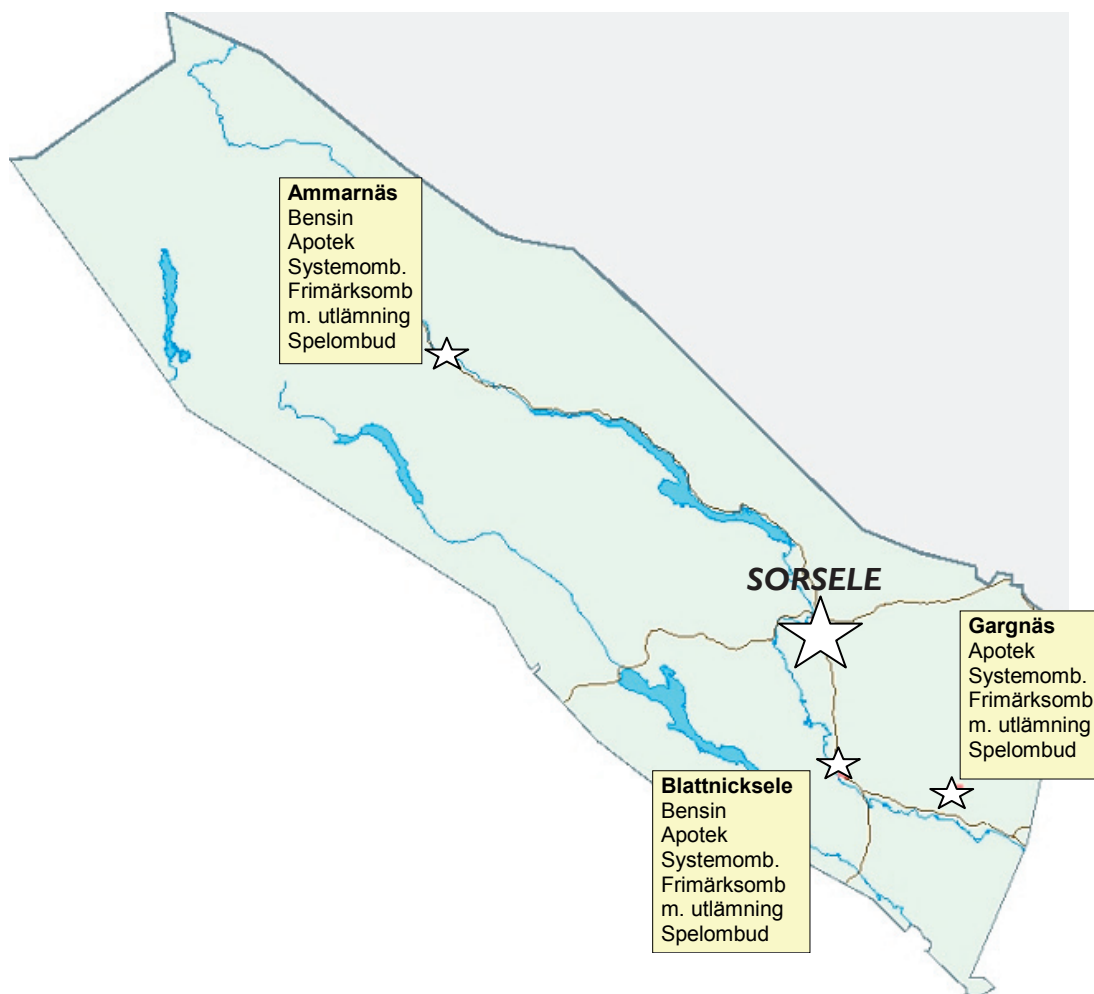 Ammarnäs
Bensin
Apotek
Systemomb.
Frimärksomb
m. utlämning
Spelombud
SORSELE
Gargnäs
Apotek
Systemomb.
Frimärksomb
m. utlämning
Spelombud
Blattnicksele
Bensin
Apotek
Systemomb.
Frimärksomb
m. utlämning
Spelombud